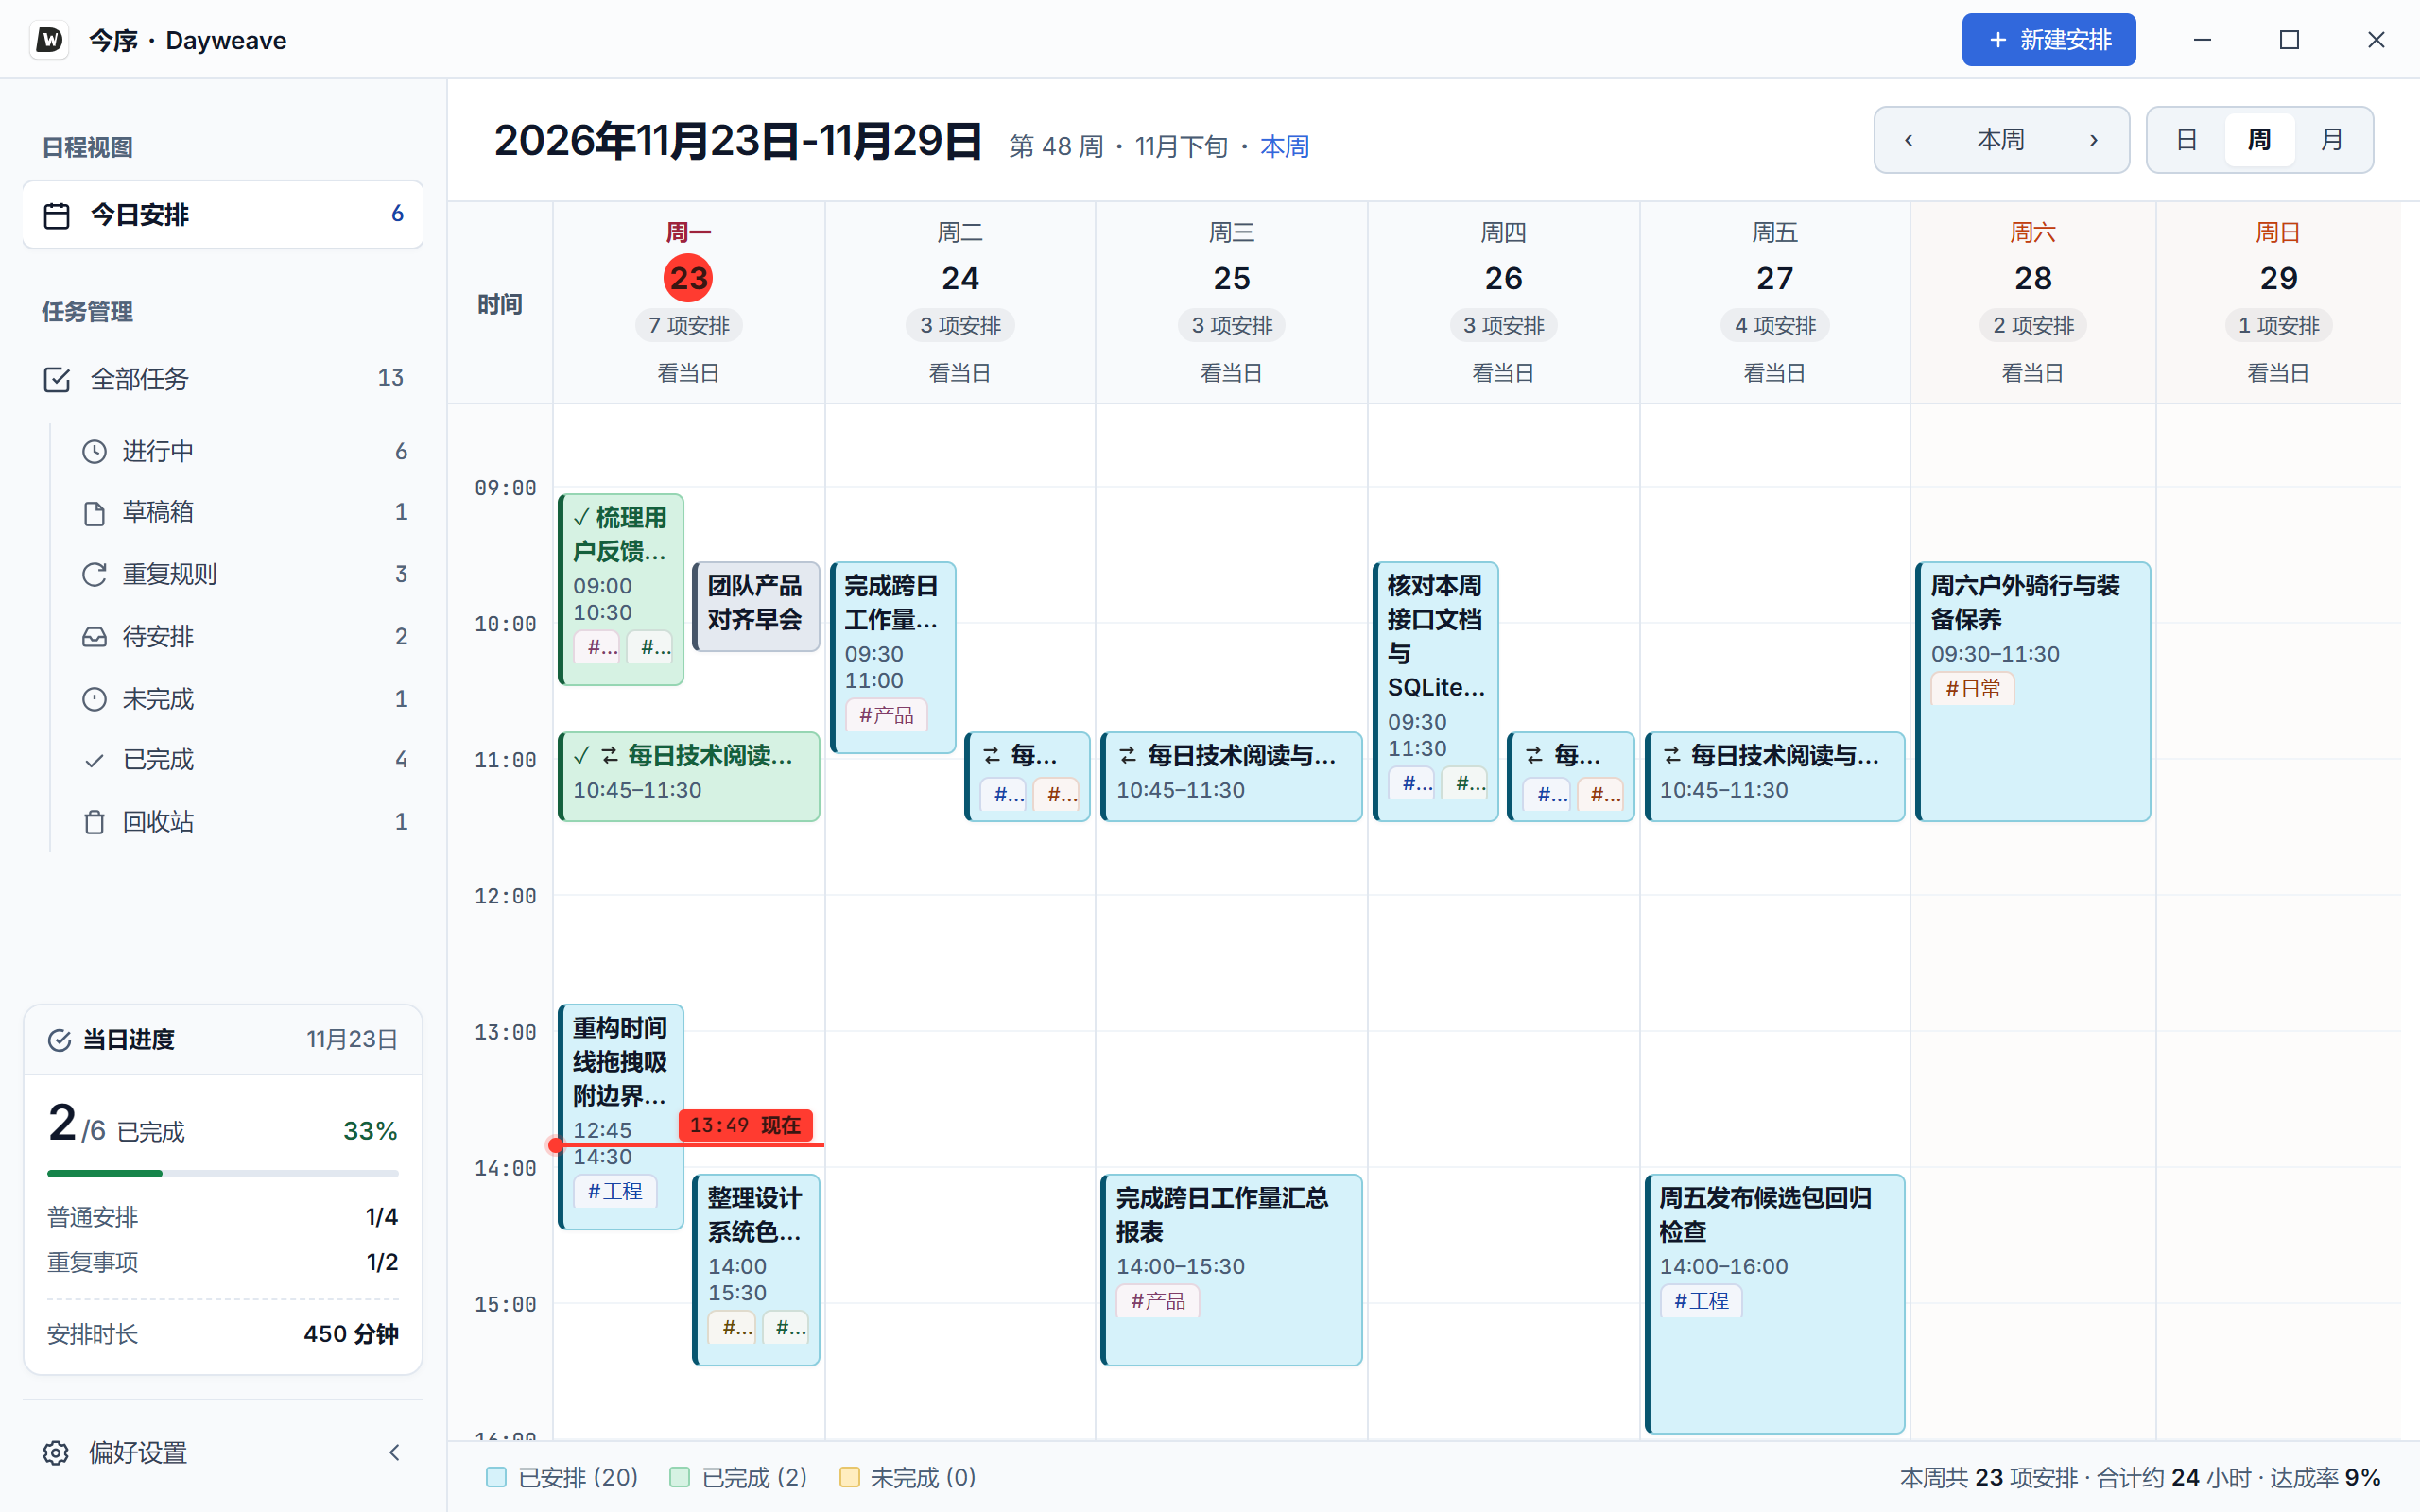 今序 · Dayweave
+ 新建安排
日程视图
今日安排 6
任务管理
全部任务 13
进行中 6
草稿箱 1
重复规则 3
待安排 2
未完成 1
已完成 4
回收站 1
当日进度 11月23日
2/6 已完成 33%
普通安排 1/4
重复事项 1/2
安排时长 450 分钟
偏好设置
2026年11月23日-11月29日 第 48 周 · 11月下旬 · 本周
‹ 本周 ›
日 周 月
时间
周一
23
7 项安排
看当日
周二
24
3 项安排
看当日
周三
25
3 项安排
看当日
周四
26
3 项安排
看当日
周五
27
4 项安排
看当日
周六
28
2 项安排
看当日
周日
29
1 项安排
看当日
09:00
10:00
11:00
12:00
13:00
14:00
15:00
16:00
✓ 梳理用
户反馈...
09:00
10:30
#... #...
团队产品
对齐早会
✓ ⇄ 每日技术阅读...
10:45–11:30
重构时间
线拖拽吸
附边界...
12:45
14:30
#工程
13:49 现在
整理设计
系统色...
14:00
15:30
#... #...
完成跨日
工作量...
09:30
11:00
#产品
⇄ 每...
#... #...
⇄ 每日技术阅读与...
10:45–11:30
完成跨日工作量汇总
报表
14:00–15:30
#产品
核对本周
接口文档
与
SQLite...
09:30
11:30
#... #...
⇄ 每...
#... #...
⇄ 每日技术阅读与...
10:45–11:30
周五发布候选包回归
检查
14:00–16:00
#工程
周六户外骑行与装
备保养
09:30–11:30
#日常
已安排 (20) 已完成 (2) 未完成 (0)
本周共 23 项安排 · 合计约 24 小时 · 达成率 9%